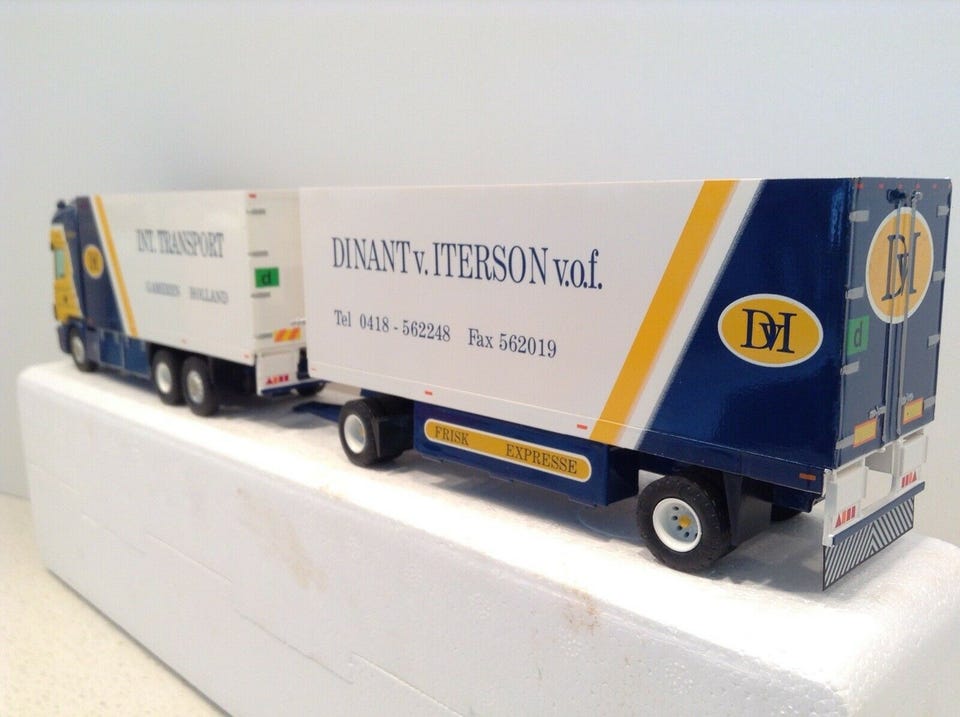 INT. TRANSPORT
GAMEREN HOLLAND
d
DINANT v. ITERSON v.o.f.
Tel 0418 - 562248 Fax 562019
DvI
DvI
d
FRISK EXPRESSE